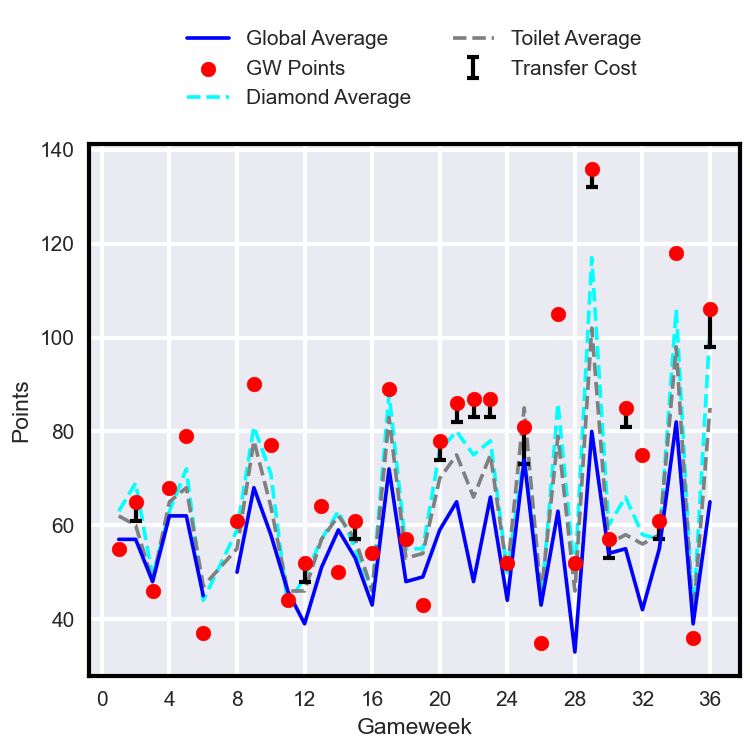 Global Average
GW Points
Diamond Average
Toilet Average
Transfer Cost
140
120
100
80
60
40
Points
0 4 8 12 16 20 24 28 32 36
Gameweek